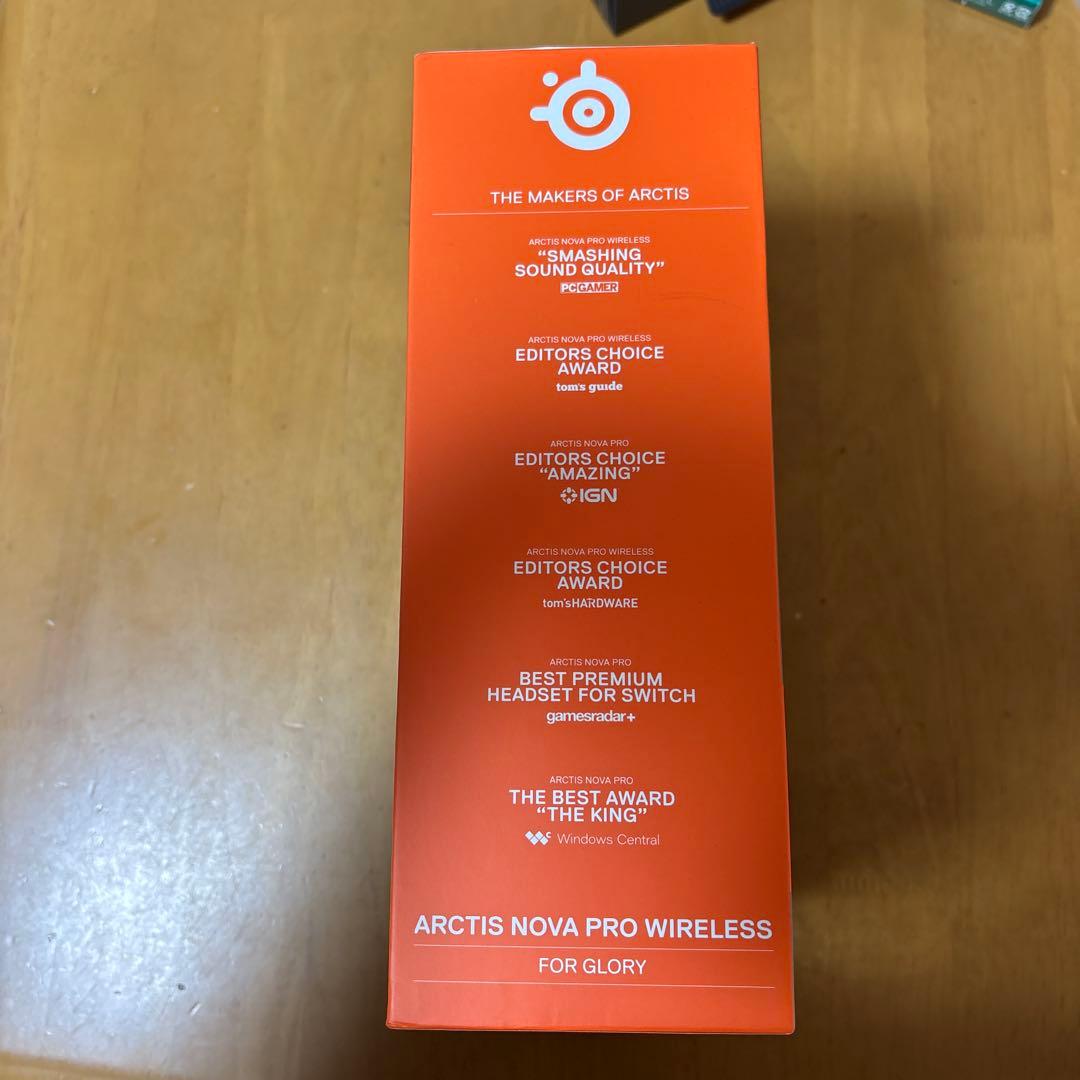 THE MAKERS OF ARCTIS
ARCTIS NOVA PRO WIRELESS
“SMASHING
SOUND QUALITY”
PC GAMER
ARCTIS NOVA PRO WIRELESS
EDITORS CHOICE
AWARD
tom's guide
ARCTIS NOVA PRO
EDITORS CHOICE
“AMAZING”
IGN
ARCTIS NOVA PRO WIRELESS
EDITORS CHOICE
AWARD
tom'sHARDWARE
ARCTIS NOVA PRO
BEST PREMIUM
HEADSET FOR SWITCH
gamesradar+
ARCTIS NOVA PRO
THE BEST AWARD
“THE KING”
Windows Central
ARCTIS NOVA PRO WIRELESS
FOR GLORY